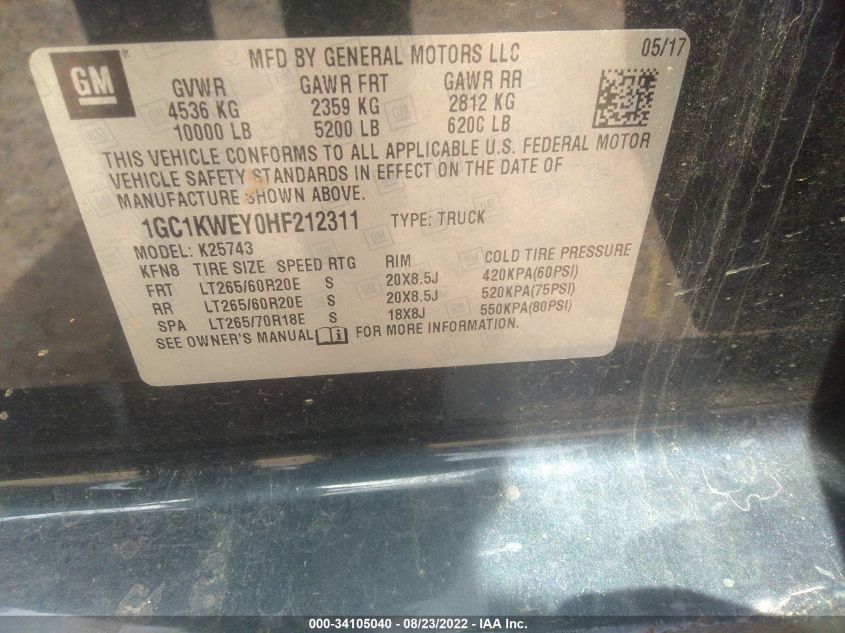 GM ®
MFD BY GENERAL MOTORS LLC 05/17
GVWR GAWR FRT GAWR RR
4536 KG 2359 KG 2812 KG
10000 LB 5200 LB 6200 LB
THIS VEHICLE CONFORMS TO ALL APPLICABLE U.S. FEDERAL MOTOR
VEHICLE SAFETY STANDARDS IN EFFECT ON THE DATE OF
MANUFACTURE SHOWN ABOVE.
1GC1KWEY0HF212311 TYPE: TRUCK
MODEL: K25743
KFN8 TIRE SIZE SPEED RTG RIM COLD TIRE PRESSURE
FRT LT265/60R20E S 20X8.5J 420KPA(60PSI)
RR LT265/60R20E S 20X8.5J 520KPA(75PSI)
SPA LT265/70R18E S 18X8J 550KPA(80PSI)
SEE OWNER'S MANUAL FOR MORE INFORMATION.
000-34105040 - 08/23/2022 - IAA Inc.